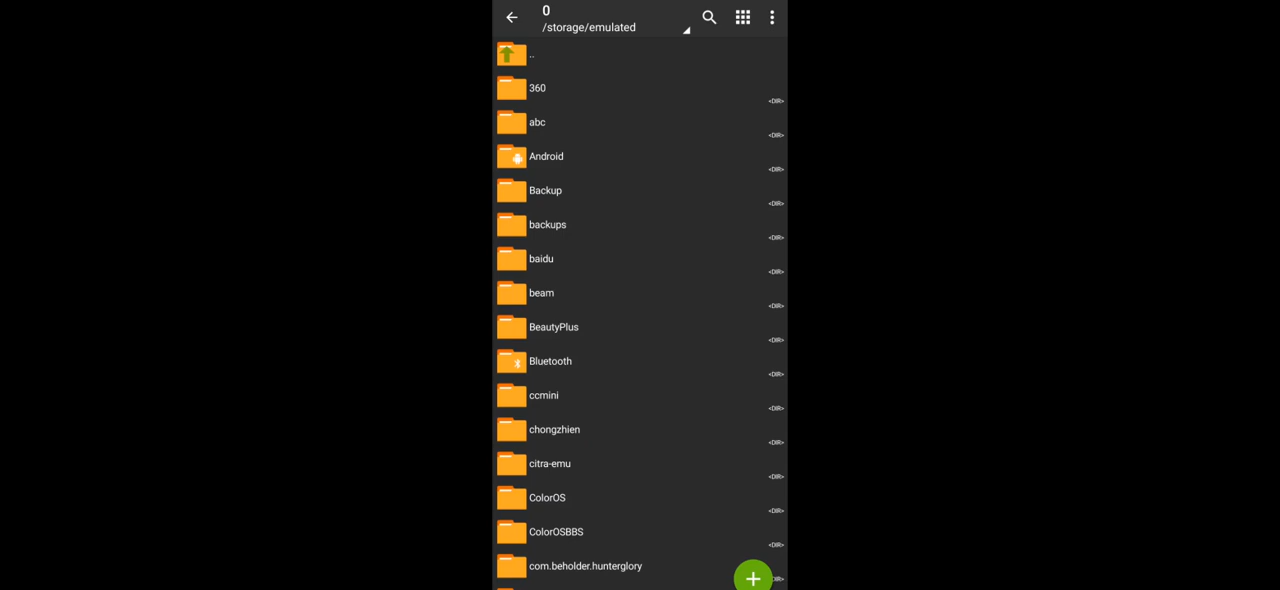 0
/storage/emulated
..
360
<DIR>
abc
<DIR>
Android
<DIR>
Backup
<DIR>
backups
<DIR>
baidu
<DIR>
beam
<DIR>
BeautyPlus
<DIR>
Bluetooth
<DIR>
ccmini
<DIR>
chongzhien
<DIR>
citra-emu
<DIR>
ColorOS
<DIR>
ColorOSBBS
<DIR>
com.beholder.hunterglory
DIR>